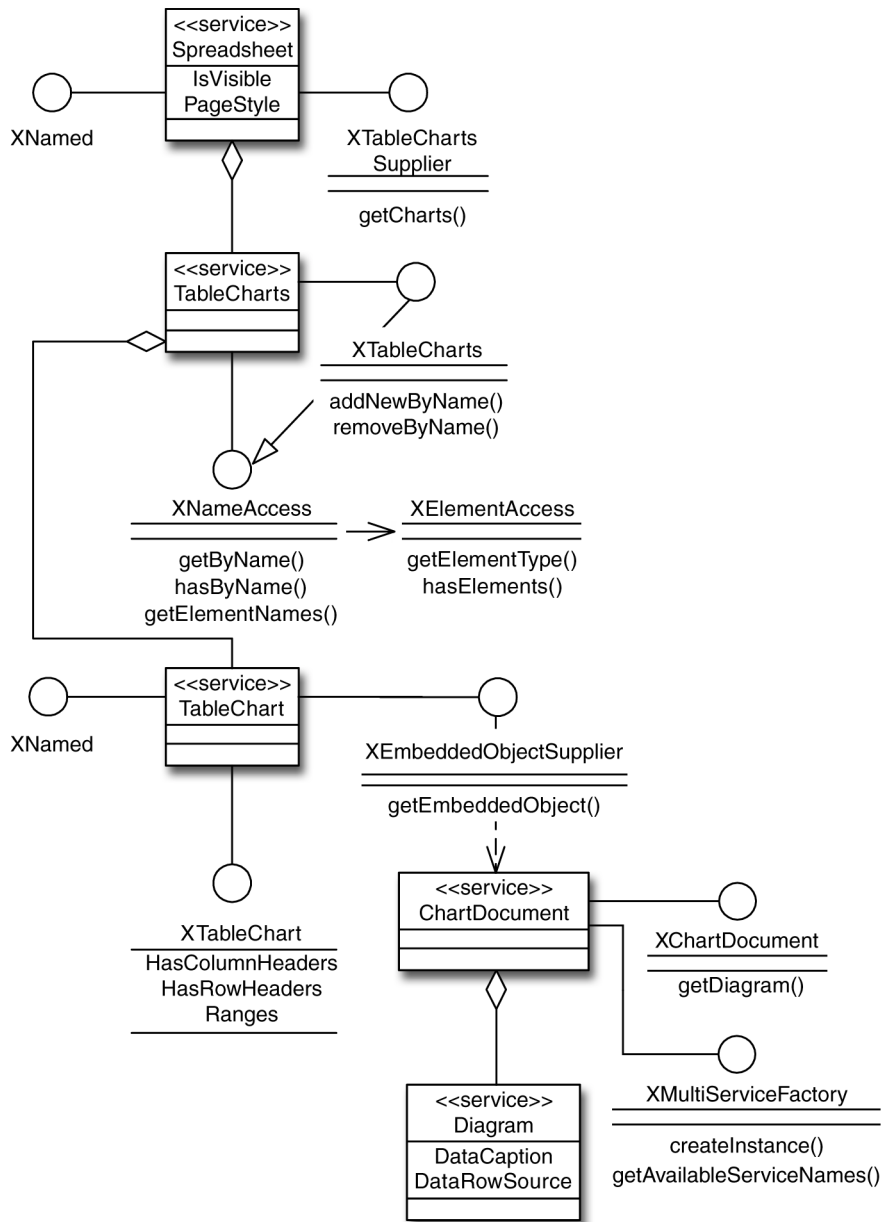 <<service>>
Spreadsheet
IsVisible
PageStyle
XNamed
XTableCharts
Supplier
getCharts()
<<service>>
TableCharts
XTableCharts
addNewByName()
removeByName()
XNameAccess
getByName()
hasByName()
getElementNames()
XElementAccess
getElementType()
hasElements()
<<service>>
TableChart
XNamed
XEmbeddedObjectSupplier
getEmbeddedObject()
XTableChart
HasColumnHeaders
HasRowHeaders
Ranges
<<service>>
ChartDocument
XChartDocument
getDiagram()
XMultiServiceFactory
createInstance()
getAvailableServiceNames()
<<service>>
Diagram
DataCaption
DataRowSource